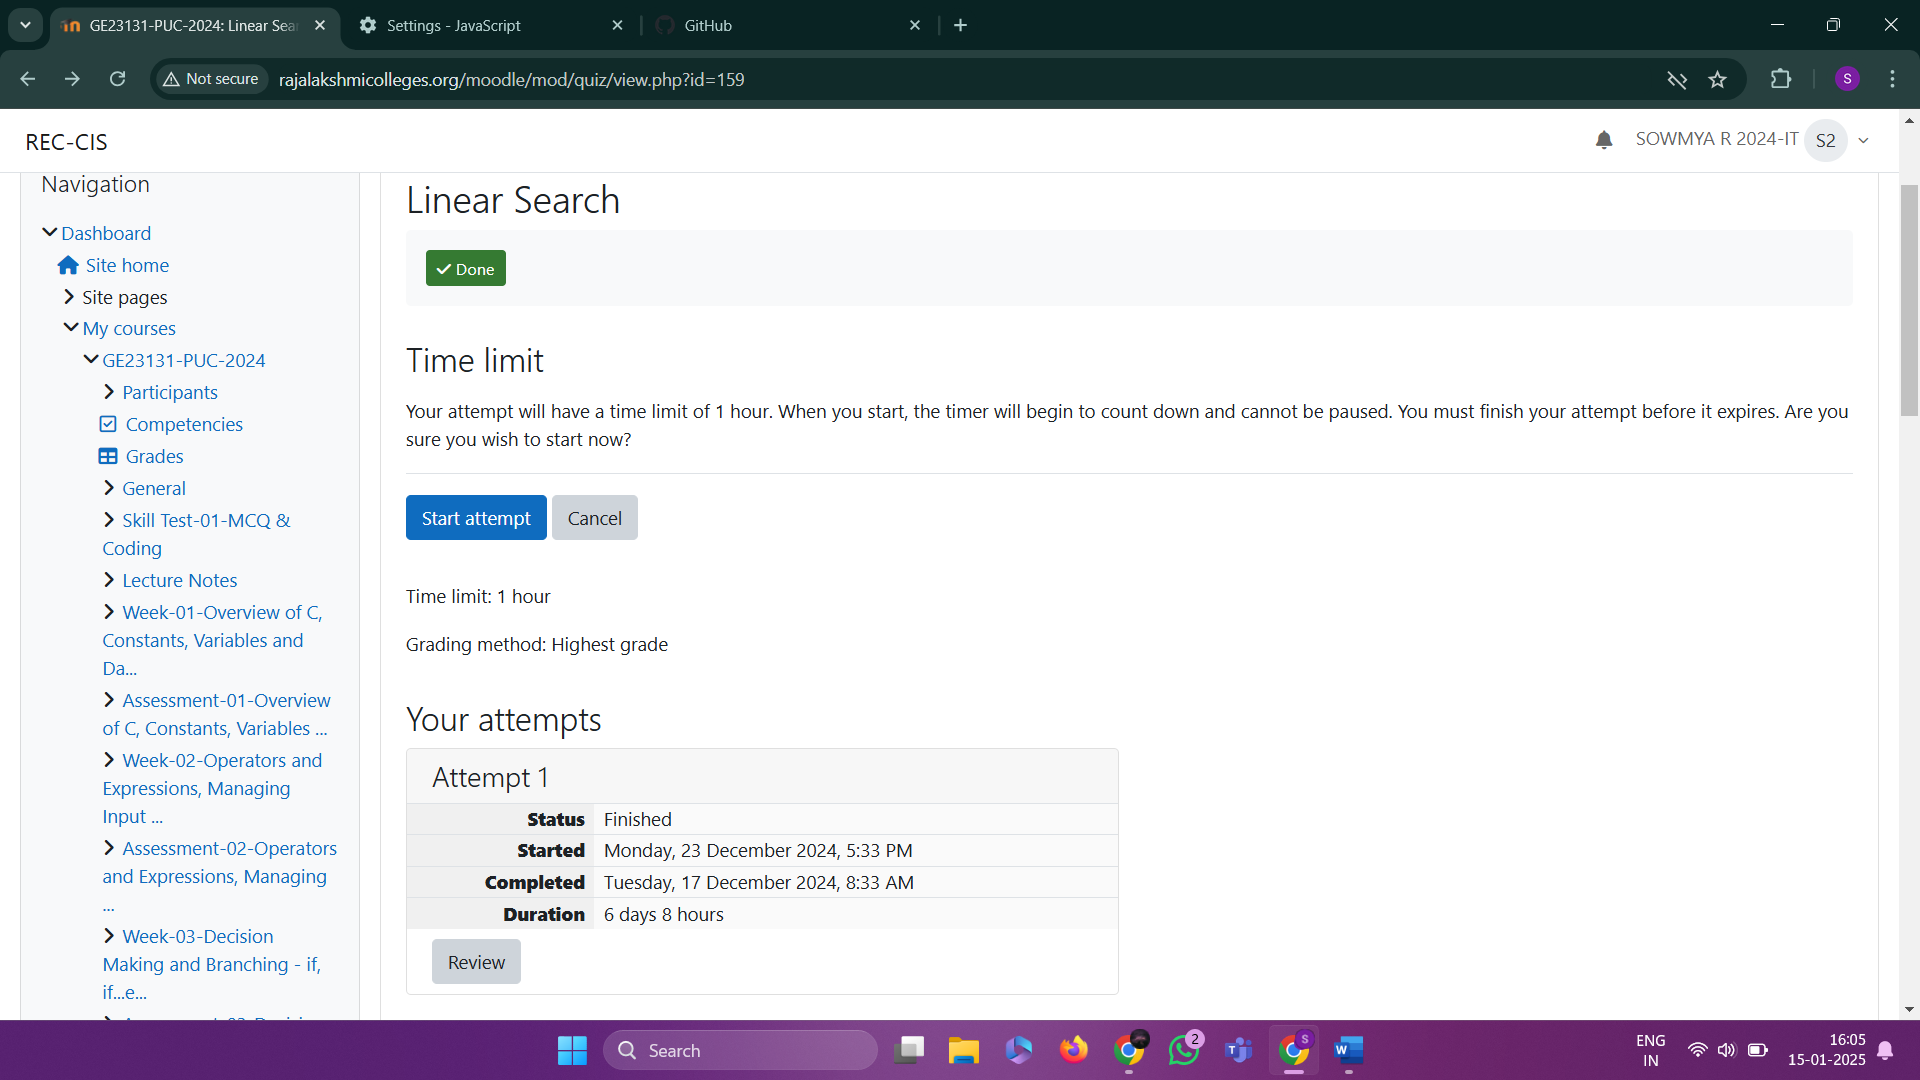 GE23131-PUC-2024: Linear Sea
Settings - JavaScript
GitHub
Not secure
rajalakshmicolleges.org/moodle/mod/quiz/view.php?id=159
S
REC-CIS
SOWMYA R 2024-IT
S2
Navigation
Dashboard
Site home
Site pages
My courses
GE23131-PUC-2024
Participants
Competencies
Grades
General
Skill Test-01-MCQ &
Coding
Lecture Notes
Week-01-Overview of C,
Constants, Variables and
Da...
Assessment-01-Overview
of C, Constants, Variables ...
Week-02-Operators and
Expressions, Managing
Input ...
Assessment-02-Operators
and Expressions, Managing
...
Week-03-Decision
Making and Branching - if,
if...e...
Linear Search
Done
Time limit
Your attempt will have a time limit of 1 hour. When you start, the timer will begin to count down and cannot be paused. You must finish your attempt before it expires. Are you
sure you wish to start now?
Start attempt
Cancel
Time limit: 1 hour
Grading method: Highest grade
Your attempts
Attempt 1
Status Finished
Started Monday, 23 December 2024, 5:33 PM
Completed Tuesday, 17 December 2024, 8:33 AM
Duration 6 days 8 hours
Review
Search
2
T
S
W
ENG
IN
16:05
15-01-2025